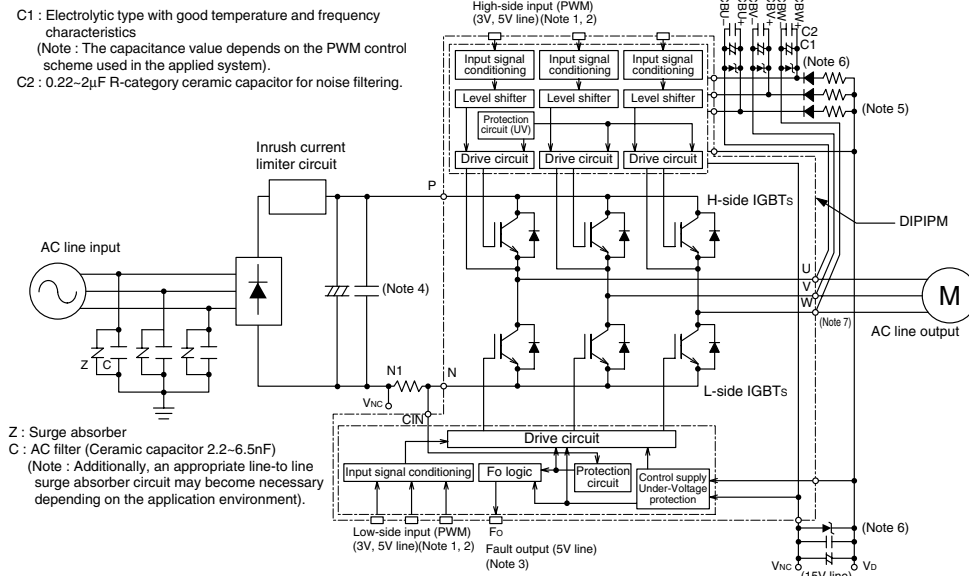 C1 : Electrolytic type with good temperature and frequency
characteristics
(Note : The capacitance value depends on the PWM control
scheme used in the applied system).
C2 : 0.22~2μF R-category ceramic capacitor for noise filtering.
High-side input (PWM)
(3V, 5V line)(Note 1, 2)
CBU–
CBU+
CBV–
CBV+
CBW–
CBW+
C2
C1
(Note 6)
(Note 5)
Input signal
conditioning
Input signal
conditioning
Input signal
conditioning
Level shifter
Level shifter
Level shifter
Protection
circuit (UV)
Drive circuit
Drive circuit
Drive circuit
Inrush current
limiter circuit
P
H-side IGBTS
DIPIPM
AC line input
(Note 4)
U
V
W
M
(Note 7)
AC line output
Z
C
N1
N
VNC
CIN
L-side IGBTS
Z : Surge absorber
C : AC filter (Ceramic capacitor 2.2~6.5nF)
(Note : Additionally, an appropriate line-to line
surge absorber circuit may become necessary
depending on the application environment).
Drive circuit
Input signal conditioning
Fo logic
Protection
circuit
Control supply
Under-Voltage
protection
Low-side input (PWM)
(3V, 5V line)(Note 1, 2)
FO
Fault output (5V line)
(Note 3)
(Note 6)
VNC
VD
(15V line)